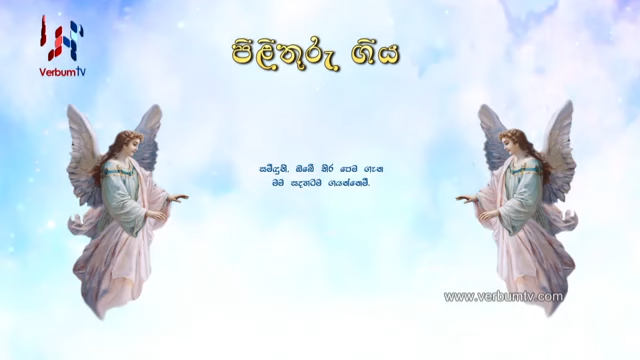 VerbumTV
පිළිතුරු ගීය
සමිඳුනි, ඔබේ තිර පෙම ගැන
මම සදහටම ගයන්නෙමි.
www.verbumtv.com